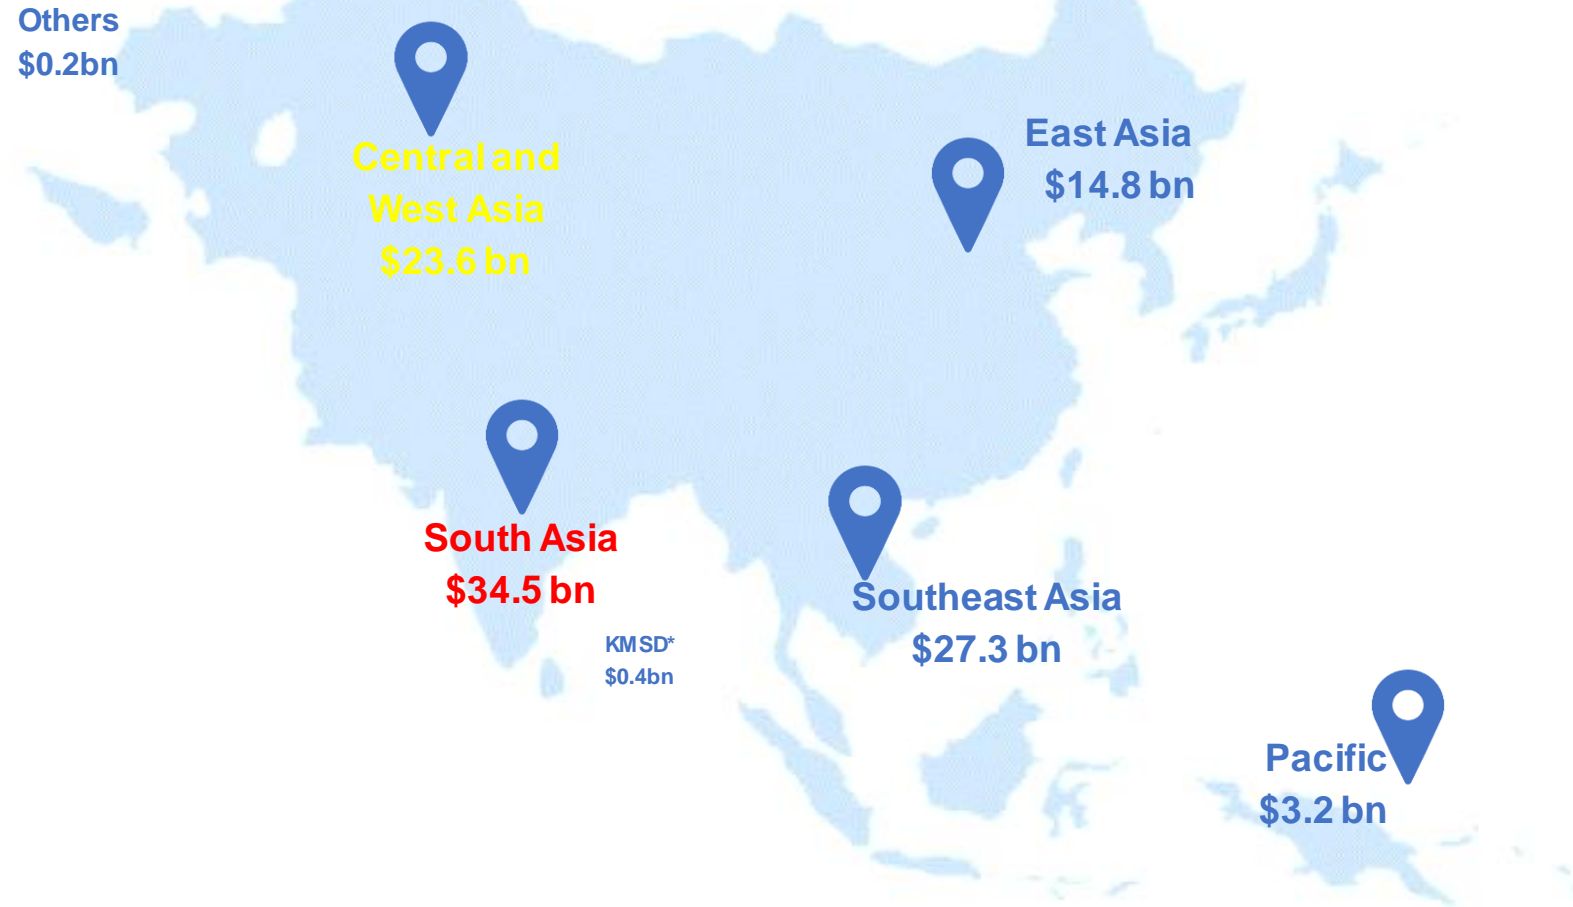 Others
$0.2bn
Central and
West Asia
$23.6 bn
East Asia
$14.8 bn
South Asia
$34.5 bn
KMSD*
$0.4bn
Southeast Asia
$27.3 bn
Pacific
$3.2 bn